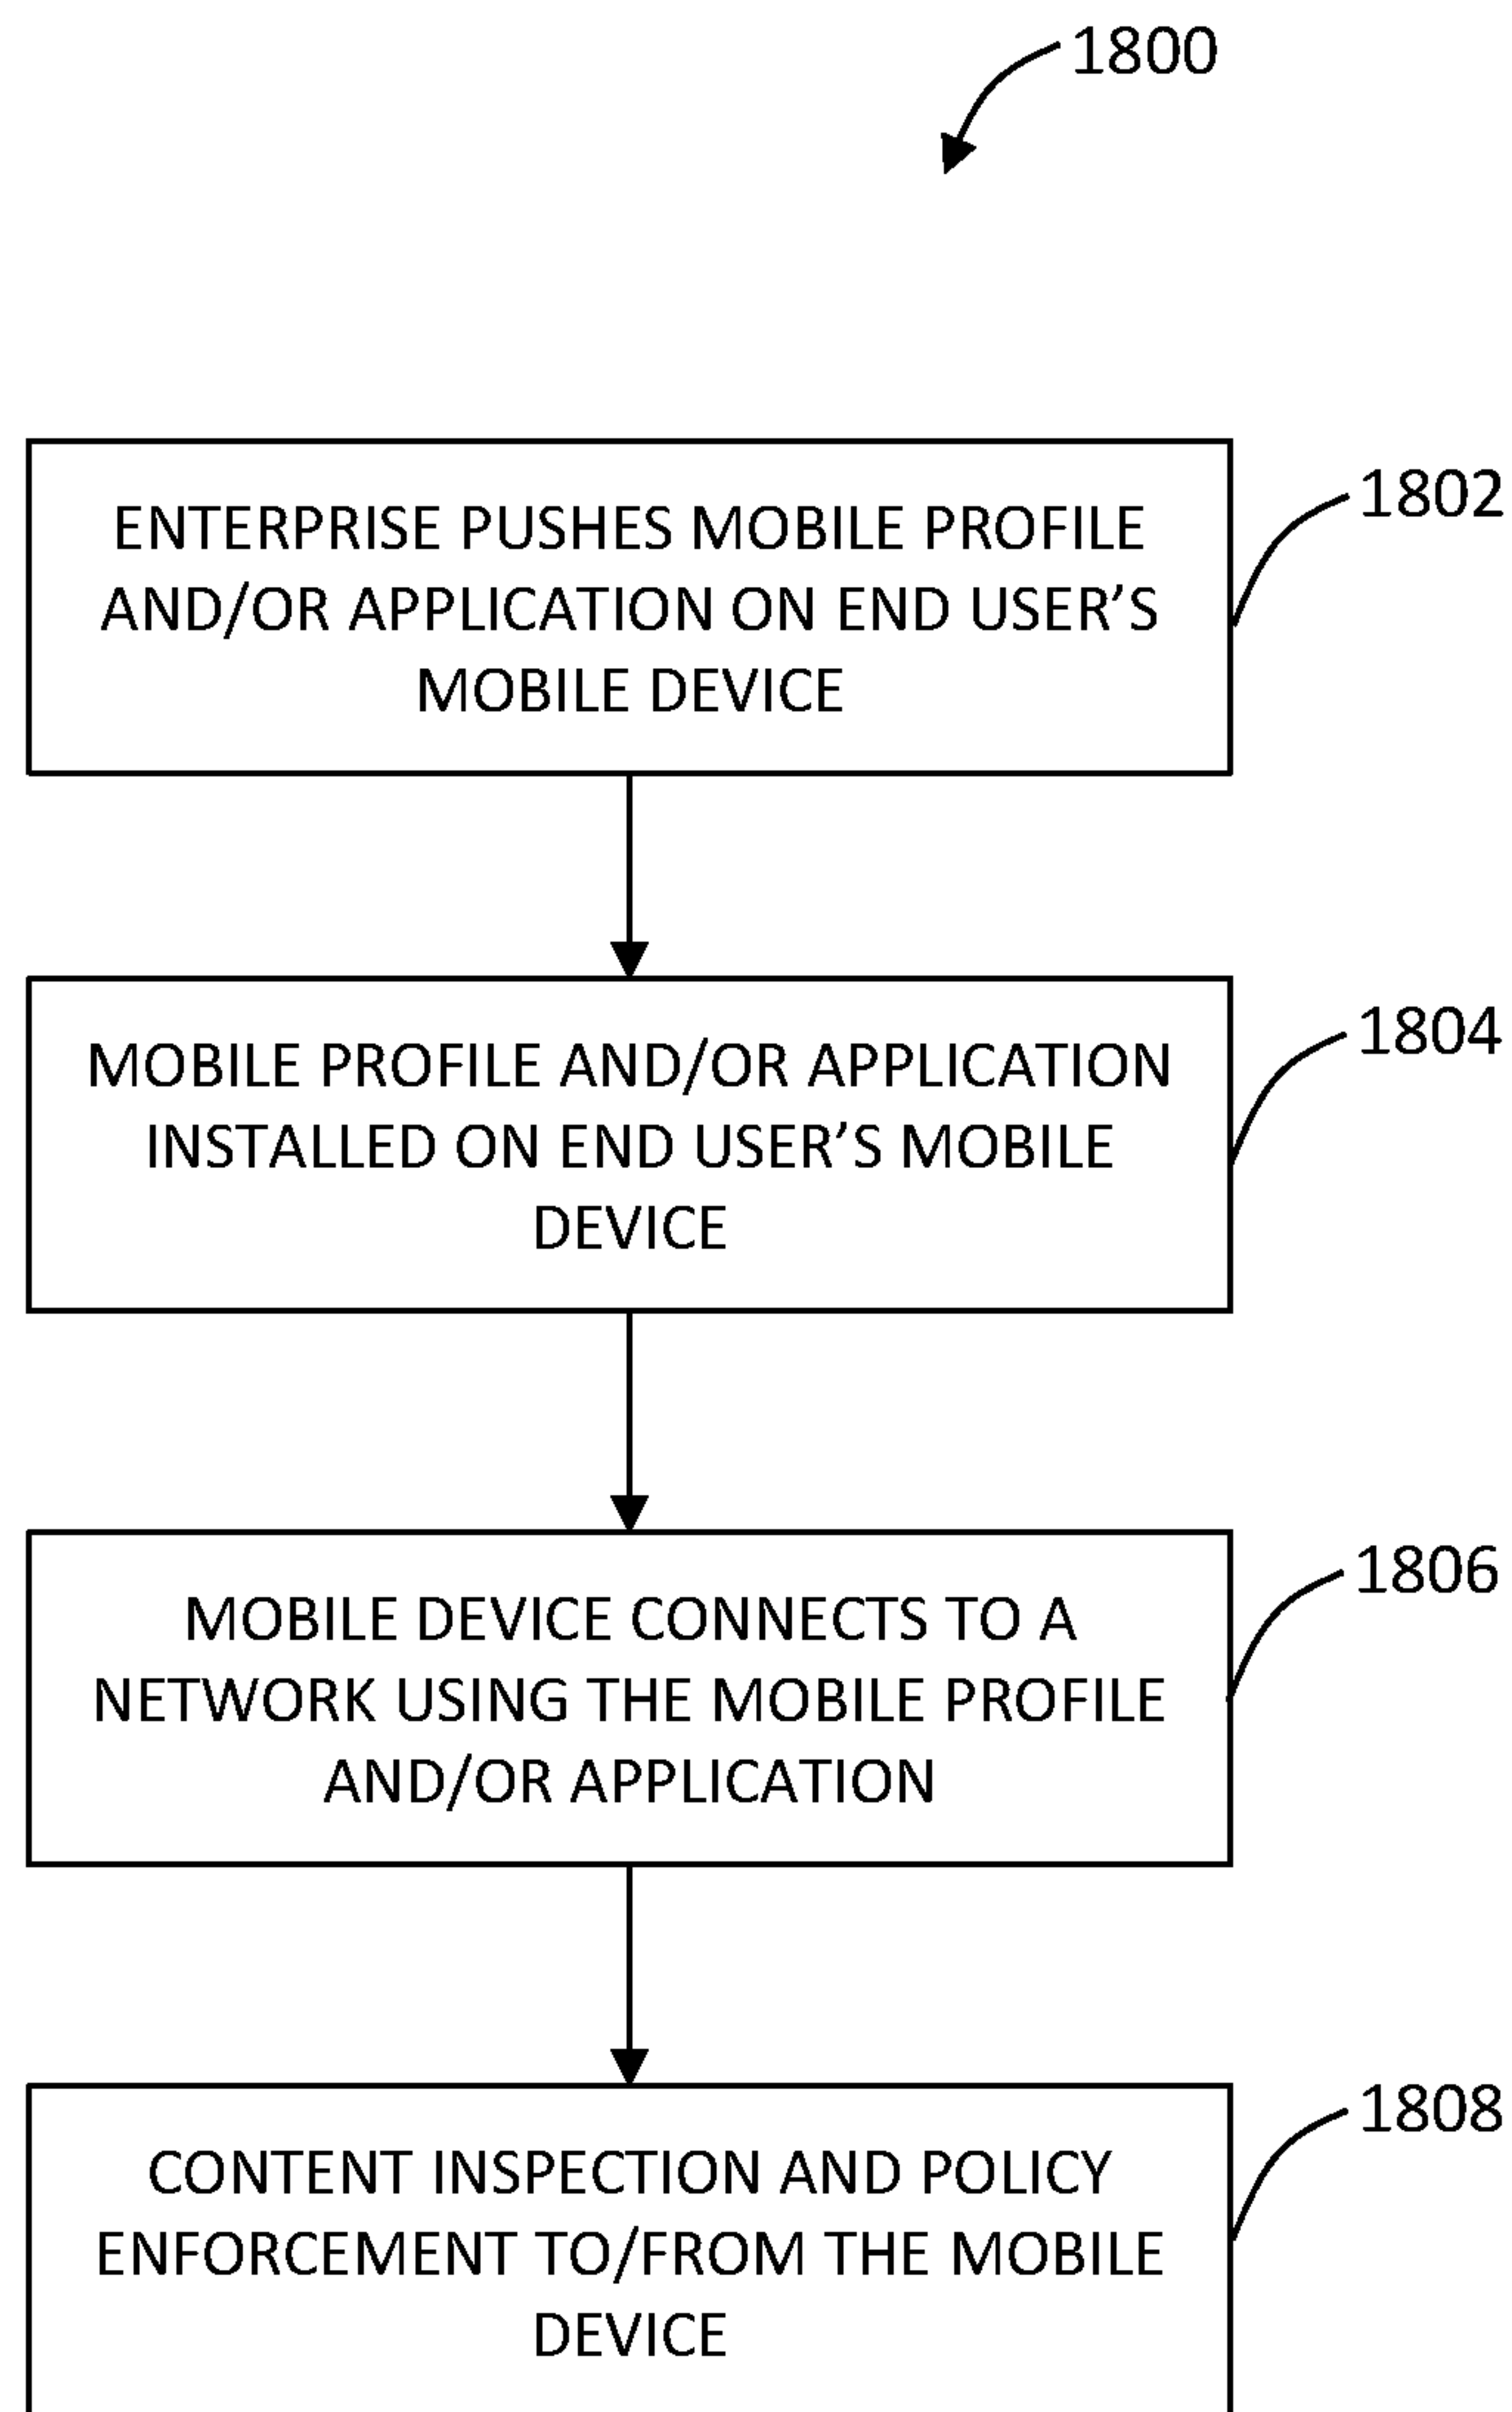 1800
ENTERPRISE PUSHES MOBILE PROFILE
AND/OR APPLICATION ON END USER’S
MOBILE DEVICE
1802
MOBILE PROFILE AND/OR APPLICATION
INSTALLED ON END USER’S MOBILE
DEVICE
1804
MOBILE DEVICE CONNECTS TO A
NETWORK USING THE MOBILE PROFILE
AND/OR APPLICATION
1806
CONTENT INSPECTION AND POLICY
ENFORCEMENT TO/FROM THE MOBILE
DEVICE
1808